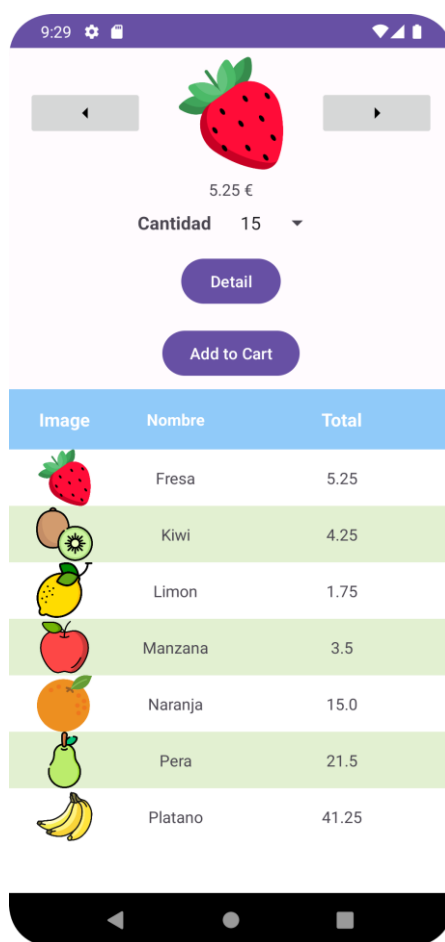 9:29
5.25 €
Cantidad 15
Detail
Add to Cart
Image Nombre Total
Fresa 5.25
Kiwi 4.25
Limon 1.75
Manzana 3.5
Naranja 15.0
Pera 21.5
Platano 41.25